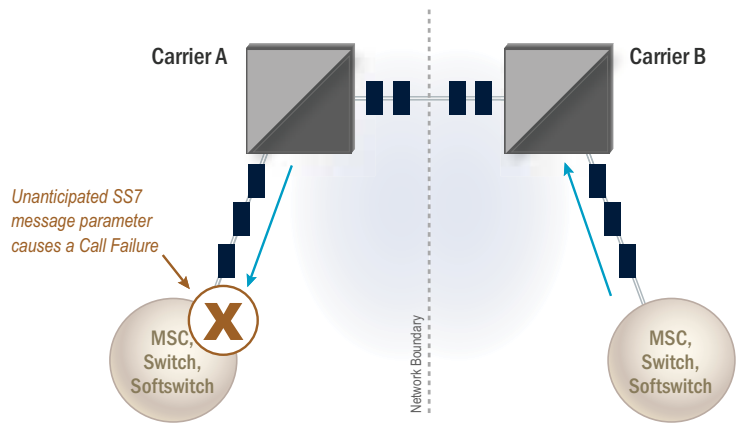 Carrier A
Carrier B
Unanticipated SS7
message parameter
causes a Call Failure
X
MSC,
Switch,
Softswitch
Network Boundary
MSC,
Switch,
Softswitch